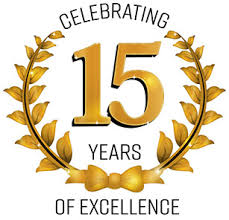 CELEBRATING
15
YEARS
OF EXCELLENCE